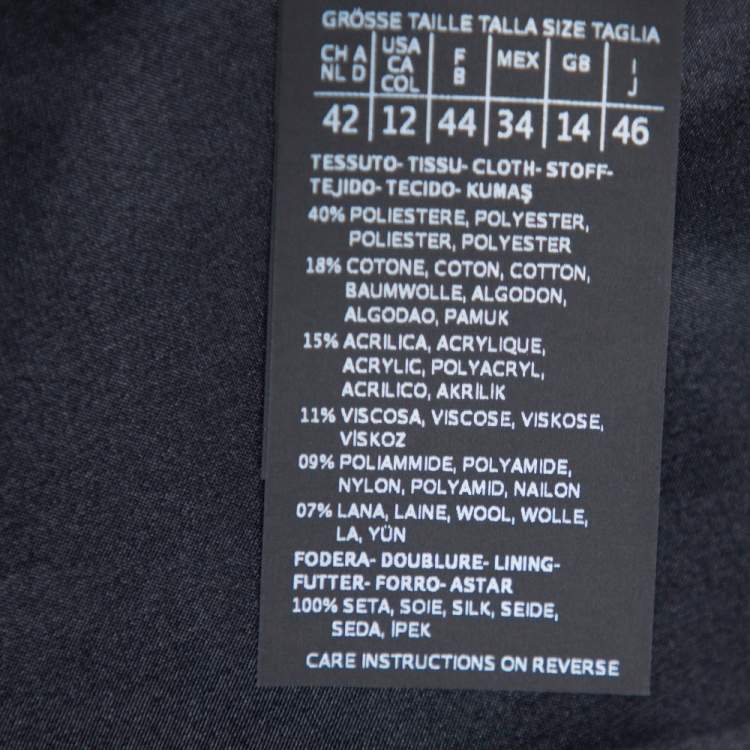 GRÖSSE TAILLE TALLA SIZE TAGLIA
CH A NL D | USA CA COL | F B | MEX | GB | I J
42 | 12 | 44 | 34 | 14 | 46
TESSUTO- TISSU- CLOTH- STOFF-
TEJIDO- TECIDO- KUMAŞ
40% POLIESTERE, POLYESTER,
POLIESTER, POLYESTER
18% COTONE, COTON, COTTON,
BAUMWOLLE, ALGODON,
ALGODAO, PAMUK
15% ACRILICA, ACRYLIQUE,
ACRYLIC, POLYACRYL,
ACRILICO, AKRİLİK
11% VISCOSA, VISCOSE, VISKOSE,
VİSKOZ
09% POLIAMMIDE, POLYAMIDE,
NYLON, POLYAMID, NAILON
07% LANA, LAINE, WOOL, WOLLE,
LA, YÜN
FODERA- DOUBLURE- LINING-
FUTTER- FORRO- ASTAR
100% SETA, SOIE, SILK, SEIDE,
SEDA, İPEK
CARE INSTRUCTIONS ON REVERSE